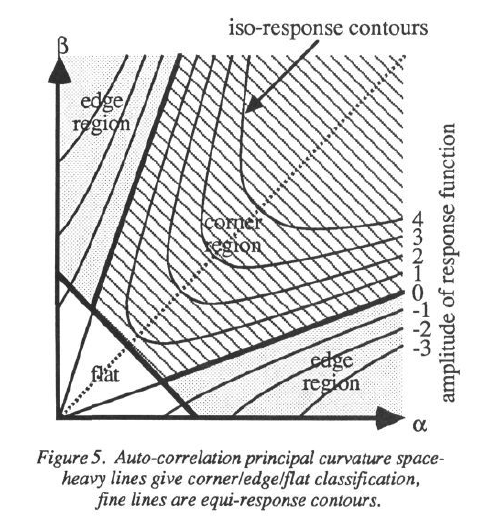 iso-response contours
β
edge
region
corner
region
4
3
2
1
0
-1
-2
-3
amplitude of response function
flat
edge
region
α
Figure 5. Auto-correlation principal curvature space-
heavy lines give corner/edge/flat classification,
fine lines are equi-response contours.